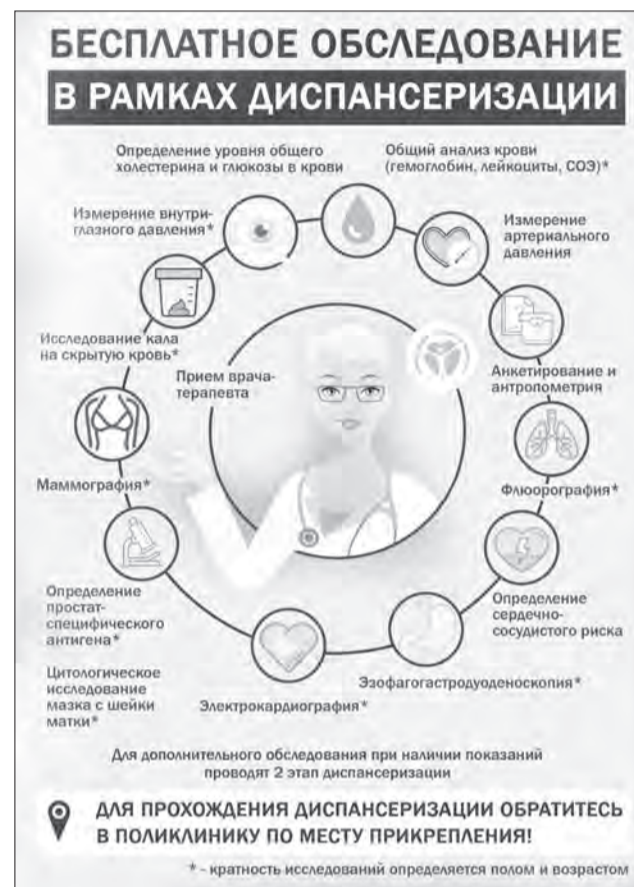 БЕСПЛАТНОЕ ОБСЛЕДОВАНИЕ
В РАМКАХ ДИСПАНСЕРИЗАЦИИ
Определение уровня общего
холестерина и глюкозы в крови
Общий анализ крови
(гемоглобин, лейкоциты, СОЭ)*
Измерение внутри-
глазного давления*
Измерение
артериального
давления
Исследование кала
на скрытую кровь*
Прием врача-
терапевта
Анкетирование и
антропометрия
Маммография*
Флюорография*
Определение
простат-
специфического
антигена*
Определение
сердечно-
сосудистого риска
Цитологическое
исследование
мазка с шейки
матки*
Электрокардиография*
Эзофагогастродуоденоскопия*
Для дополнительного обследования при наличии показаний
проводят 2 этап диспансеризации
ДЛЯ ПРОХОЖДЕНИЯ ДИСПАНСЕРИЗАЦИИ ОБРАТИТЕСЬ
В ПОЛИКЛИНИКУ ПО МЕСТУ ПРИКРЕПЛЕНИЯ!
* - кратность исследований определяется полом и возрастом